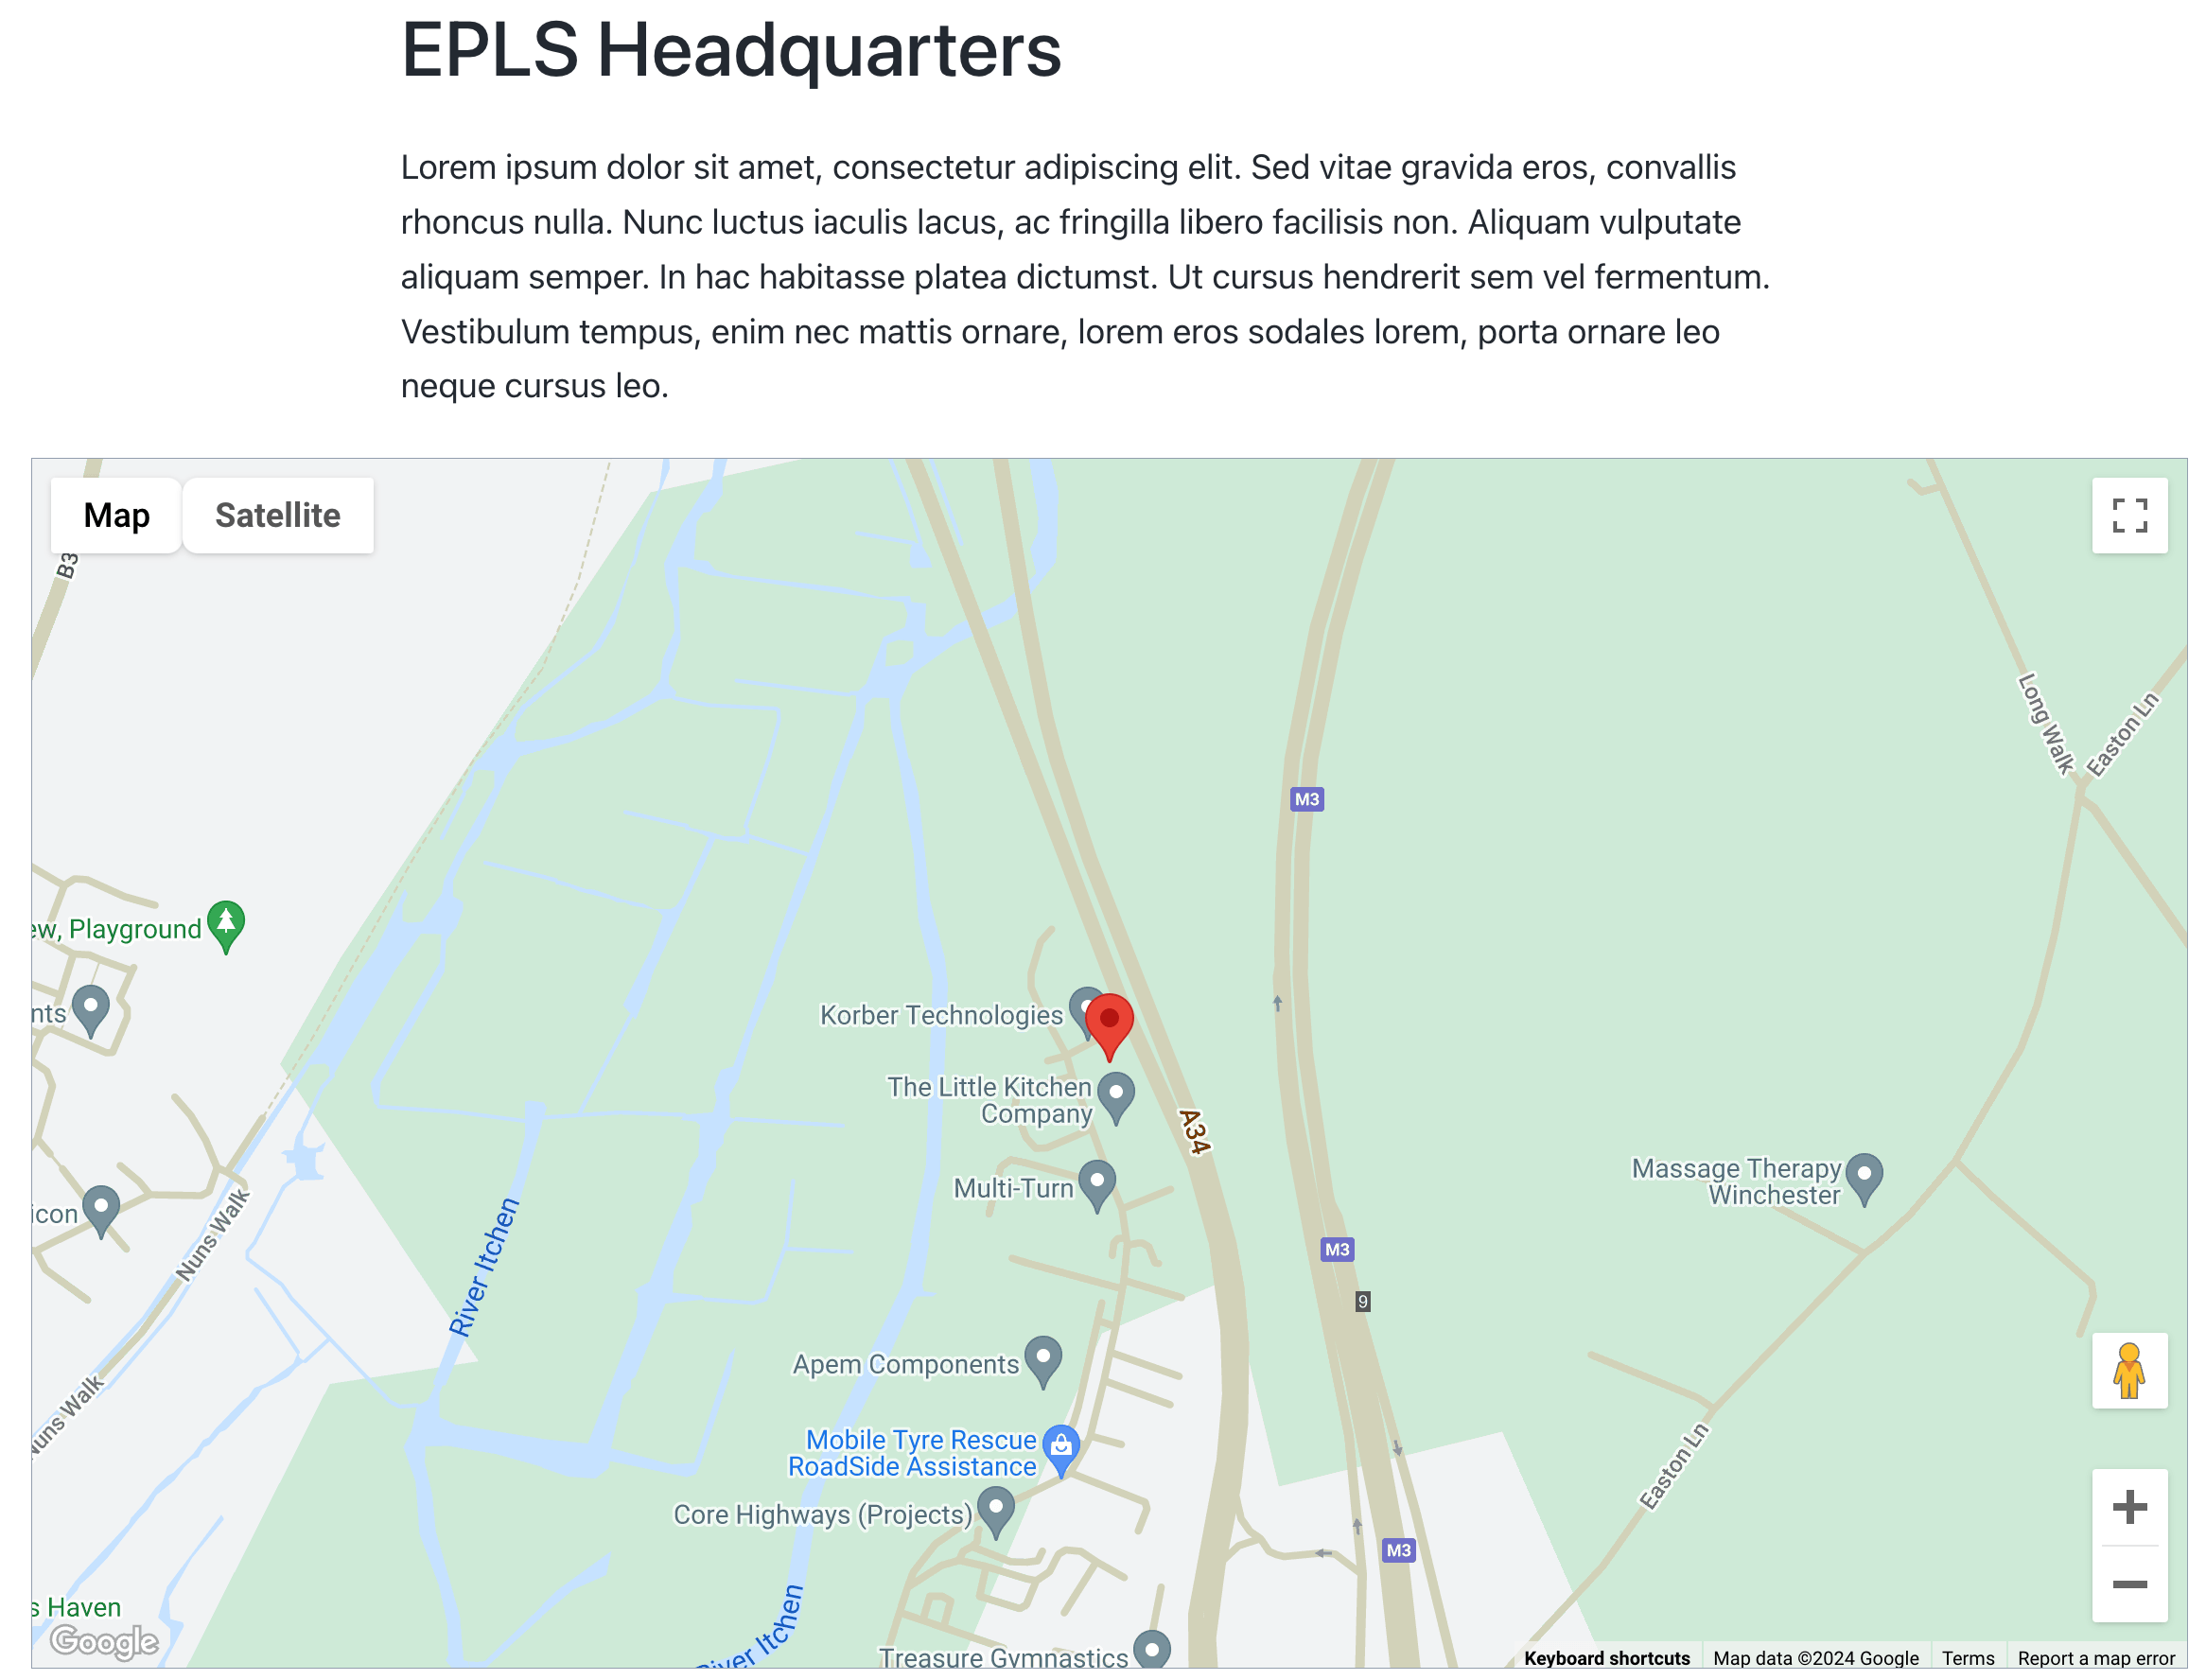 EPLS Headquarters
Lorem ipsum dolor sit amet, consectetur adipiscing elit. Sed vitae gravida eros, convallis
rhoncus nulla. Nunc luctus iaculis lacus, ac fringilla libero facilisis non. Aliquam vulputate
aliquam semper. In hac habitasse platea dictumst. Ut cursus hendrerit sem vel fermentum.
Vestibulum tempus, enim nec mattis ornare, lorem eros sodales lorem, porta ornare leo
neque cursus leo.
Map
Satellite
B3
Long Walk
Easton Ln
M3
ew, Playground
nts
Korber Technologies
The Little Kitchen
Company
A34
Multi-Turn
Massage Therapy
Winchester
icon
Nuns Walk
River Itchen
M3
9
Apem Components
Nuns Walk
Mobile Tyre Rescue
RoadSide Assistance
Easton Ln
Core Highways (Projects)
M3
s Haven
River Itchen
Google
Treasure Gymnastics
Keyboard shortcuts
Map data ©2024 Google
Terms
Report a map error